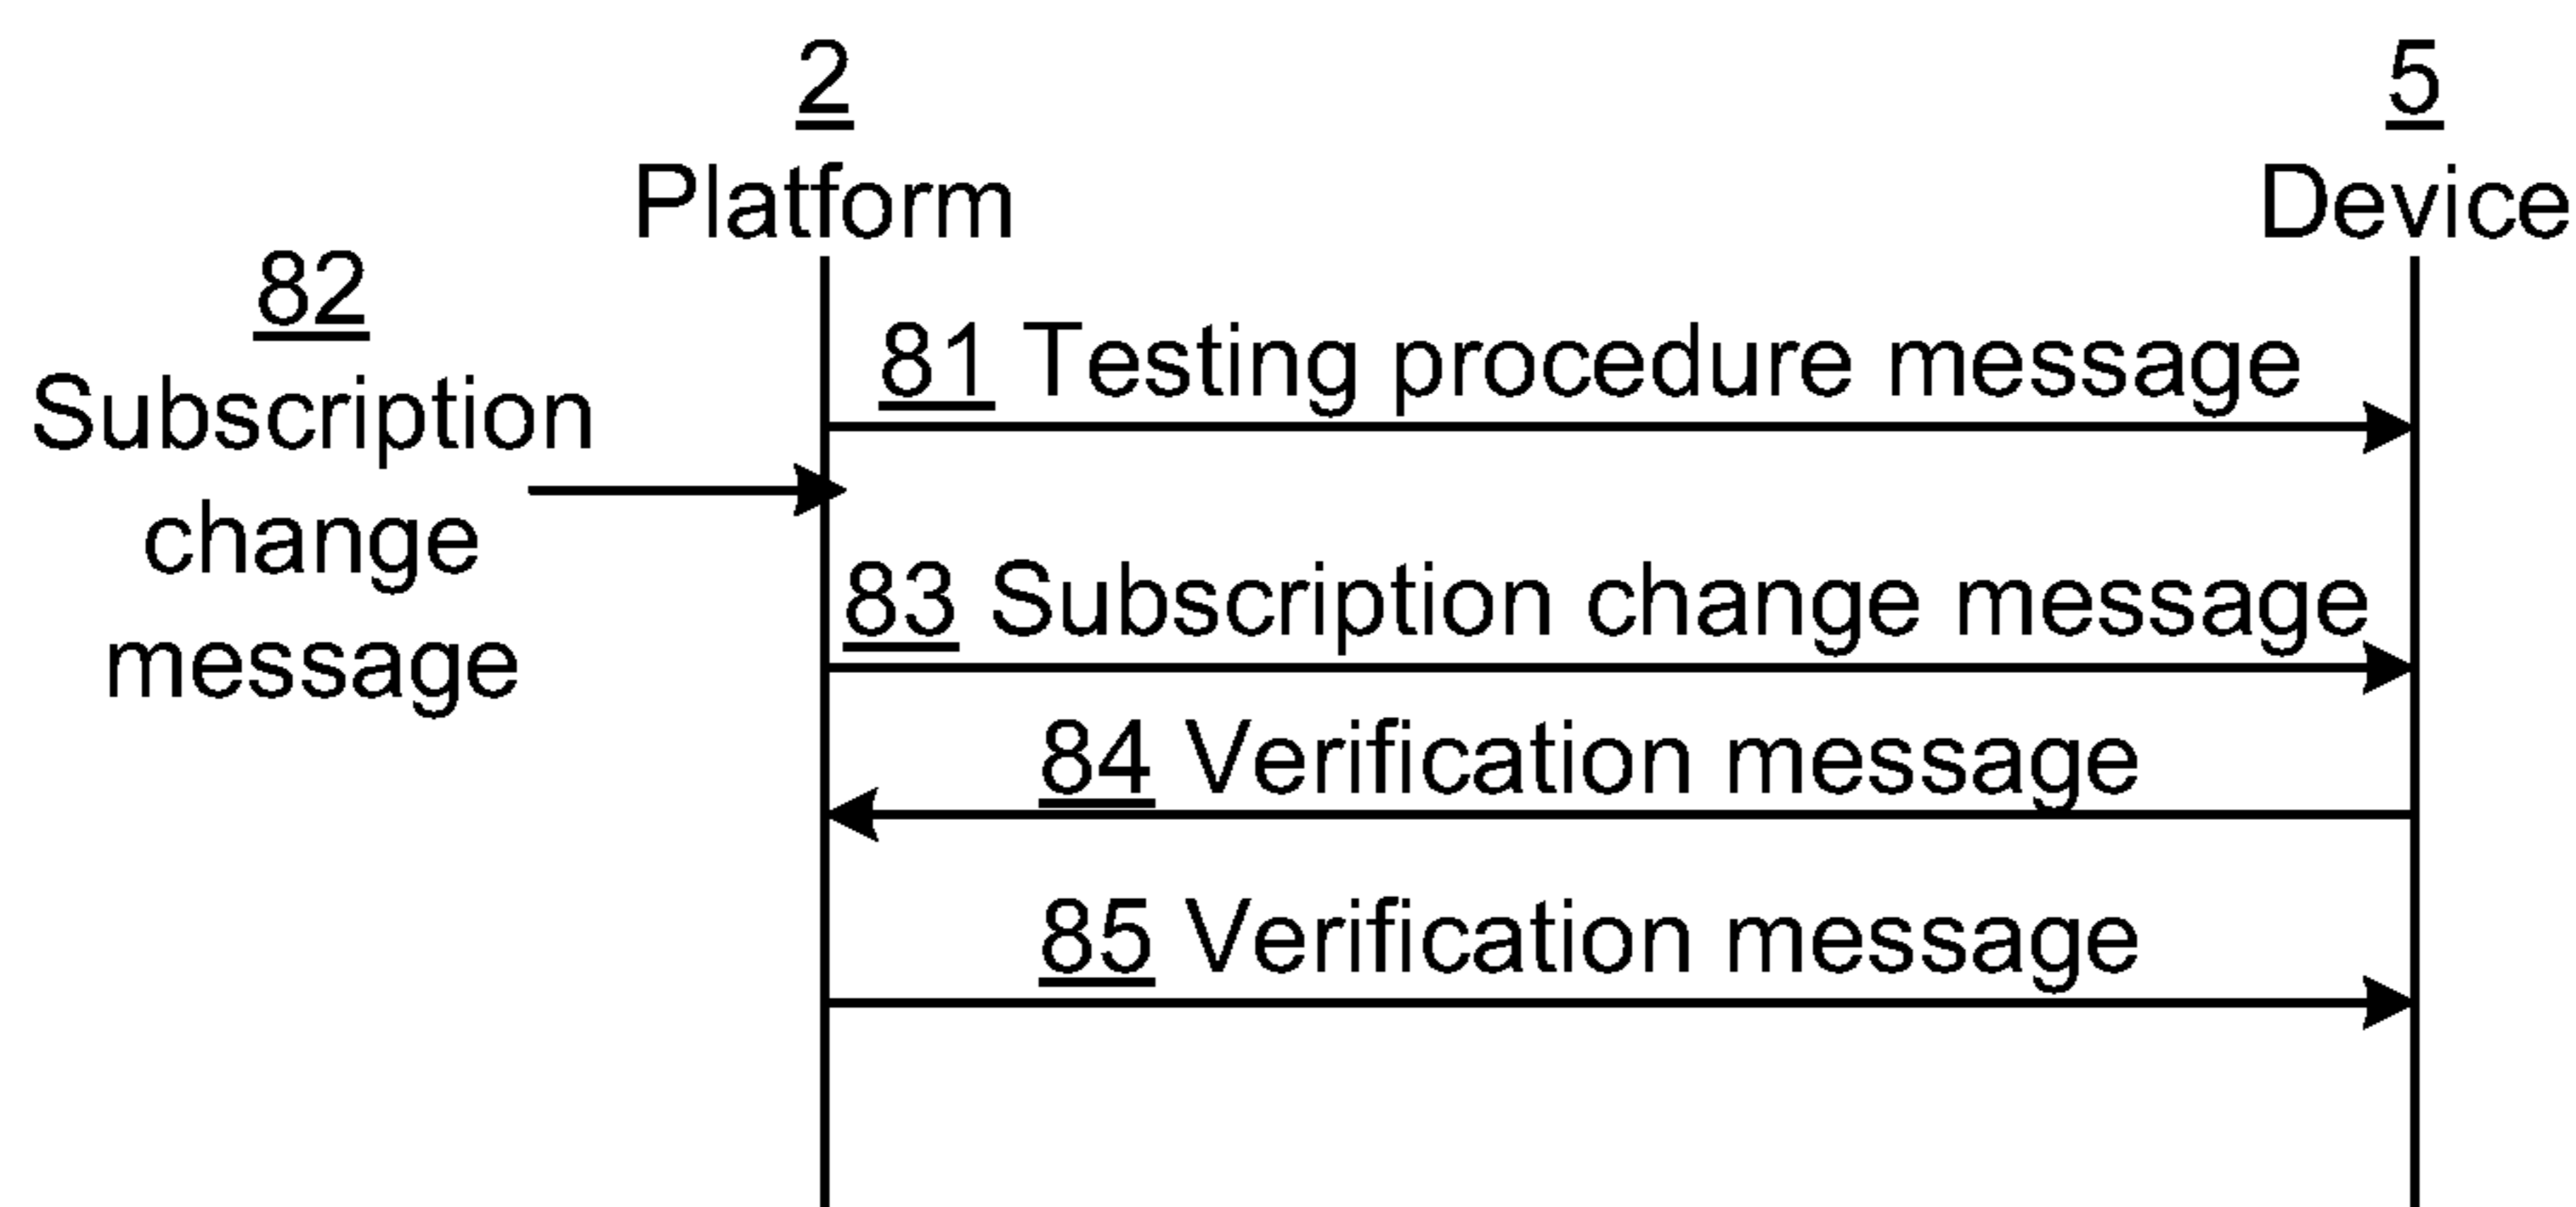 2
Platform
5
Device
81 Testing procedure message
82
Subscription
change
message
83 Subscription change message
84 Verification message
85 Verification message